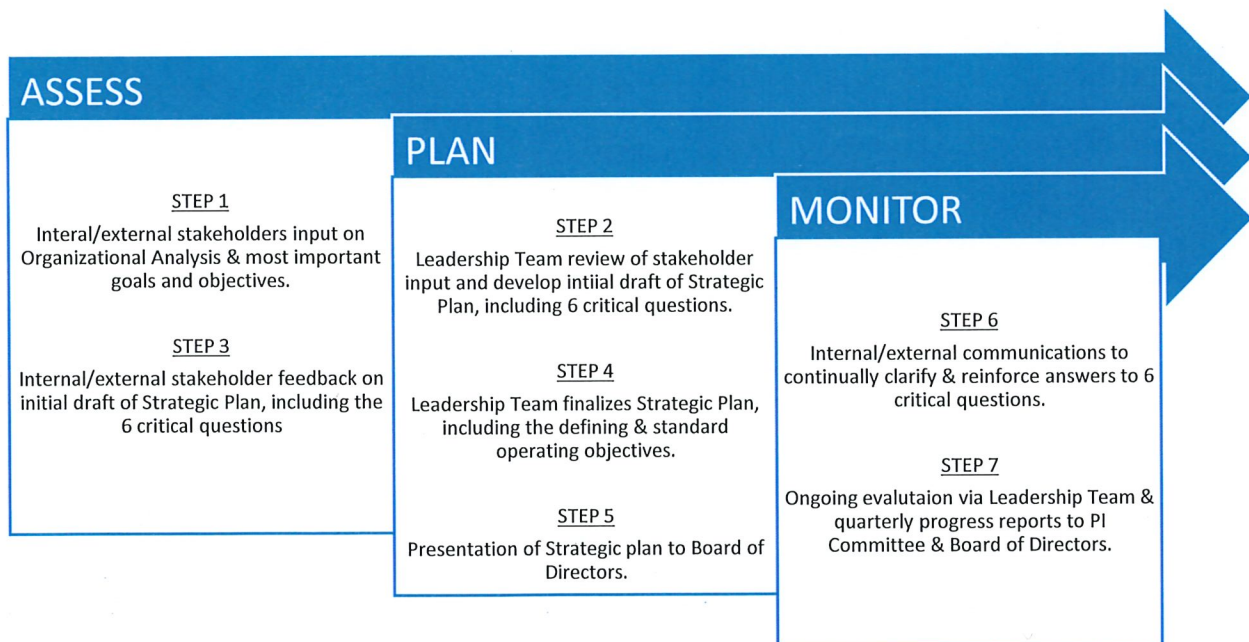 ASSESS
STEP 1
Interal/external stakeholders input on
Organizational Analysis & most important
goals and objectives.
STEP 3
Internal/external stakeholder feedback on
initial draft of Strategic Plan, including the
6 critical questions
PLAN
STEP 2
Leadership Team review of stakeholder
input and develop intiial draft of Strategic
Plan, including 6 critical questions.
STEP 4
Leadership Team finalizes Strategic Plan,
including the defining & standard
operating objectives.
STEP 5
Presentation of Strategic plan to Board of
Directors.
MONITOR
STEP 6
Internal/external communications to
continually clarify & reinforce answers to 6
critical questions.
STEP 7
Ongoing evalutaion via Leadership Team &
quarterly progress reports to PI
Committee & Board of Directors.